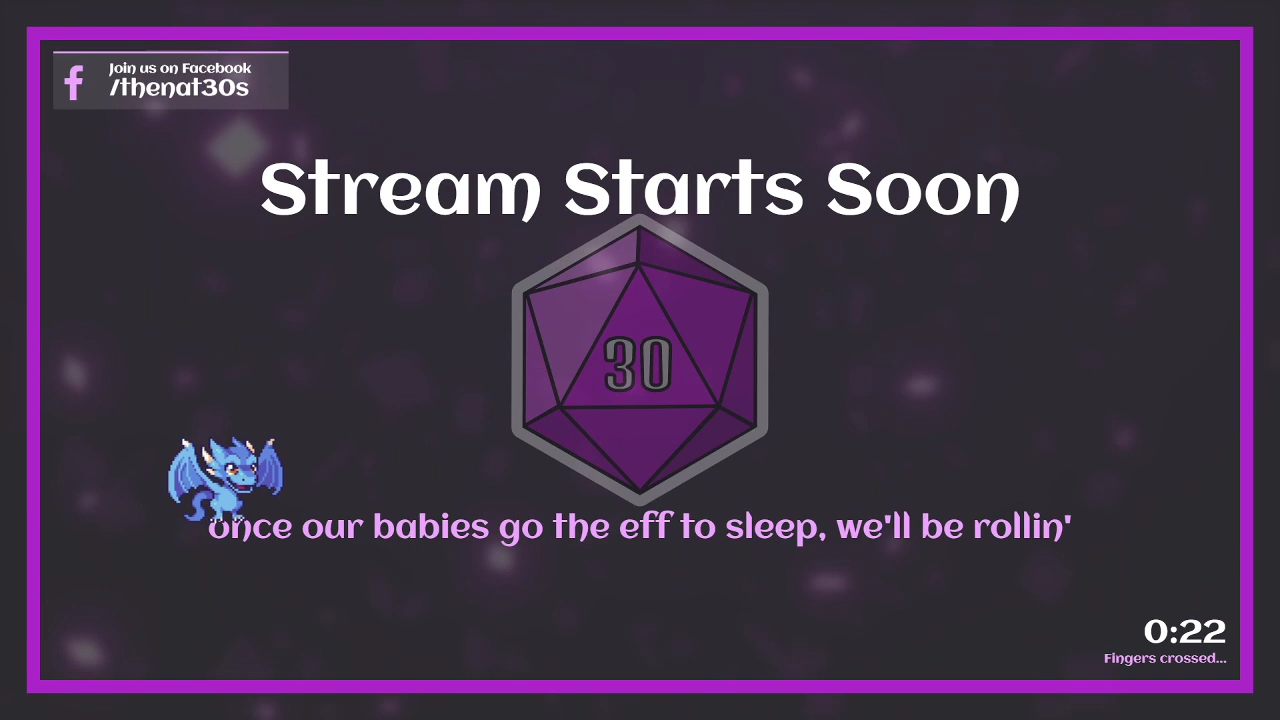 Join us on Facebook
/thenat30s
Stream Starts Soon
30
once our babies go the eff to sleep, we'll be rollin'
0:22
Fingers crossed...